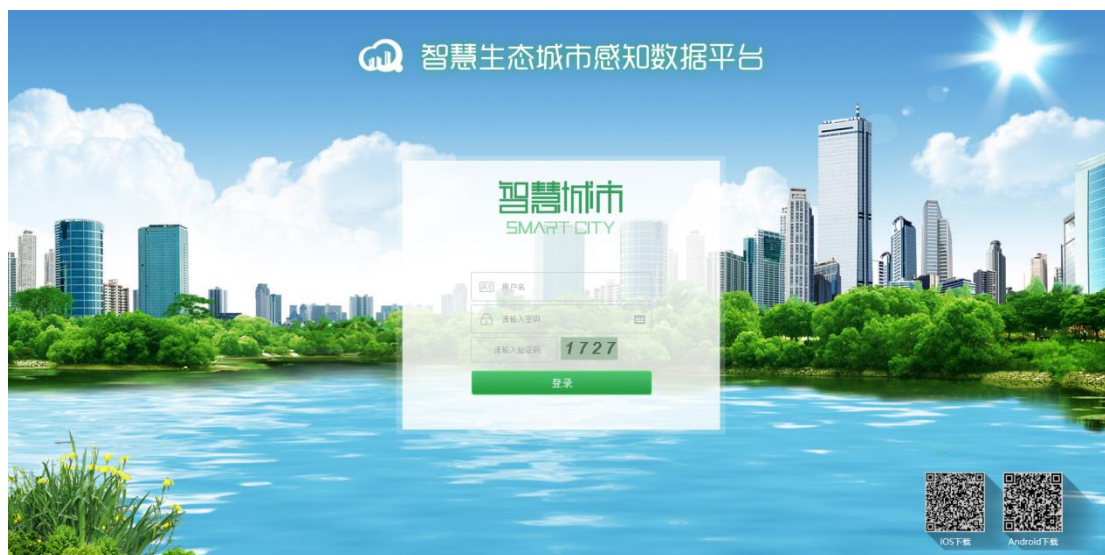 智慧生态城市感知数据平台
智慧城市
SMART CITY
用户名
请输入密码
请输入验证码 1727
登录
iOS下载 Android下载